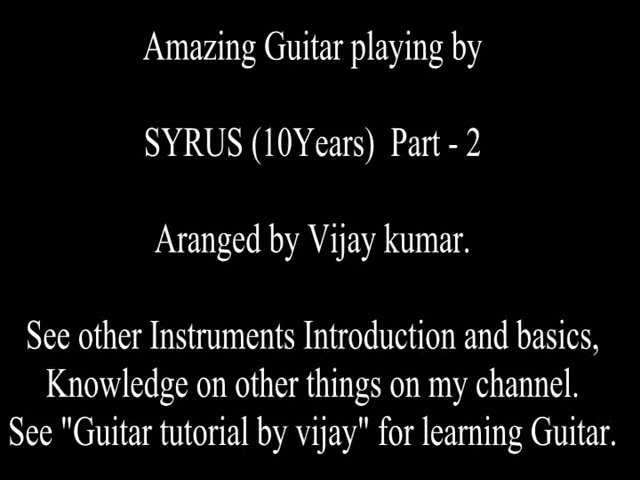 Amazing Guitar playing by
SYRUS (10Years) Part - 2
Aranged by Vijay kumar.
See other Instruments Introduction and basics,
Knowledge on other things on my channel.
See "Guitar tutorial by vijay" for learning Guitar.